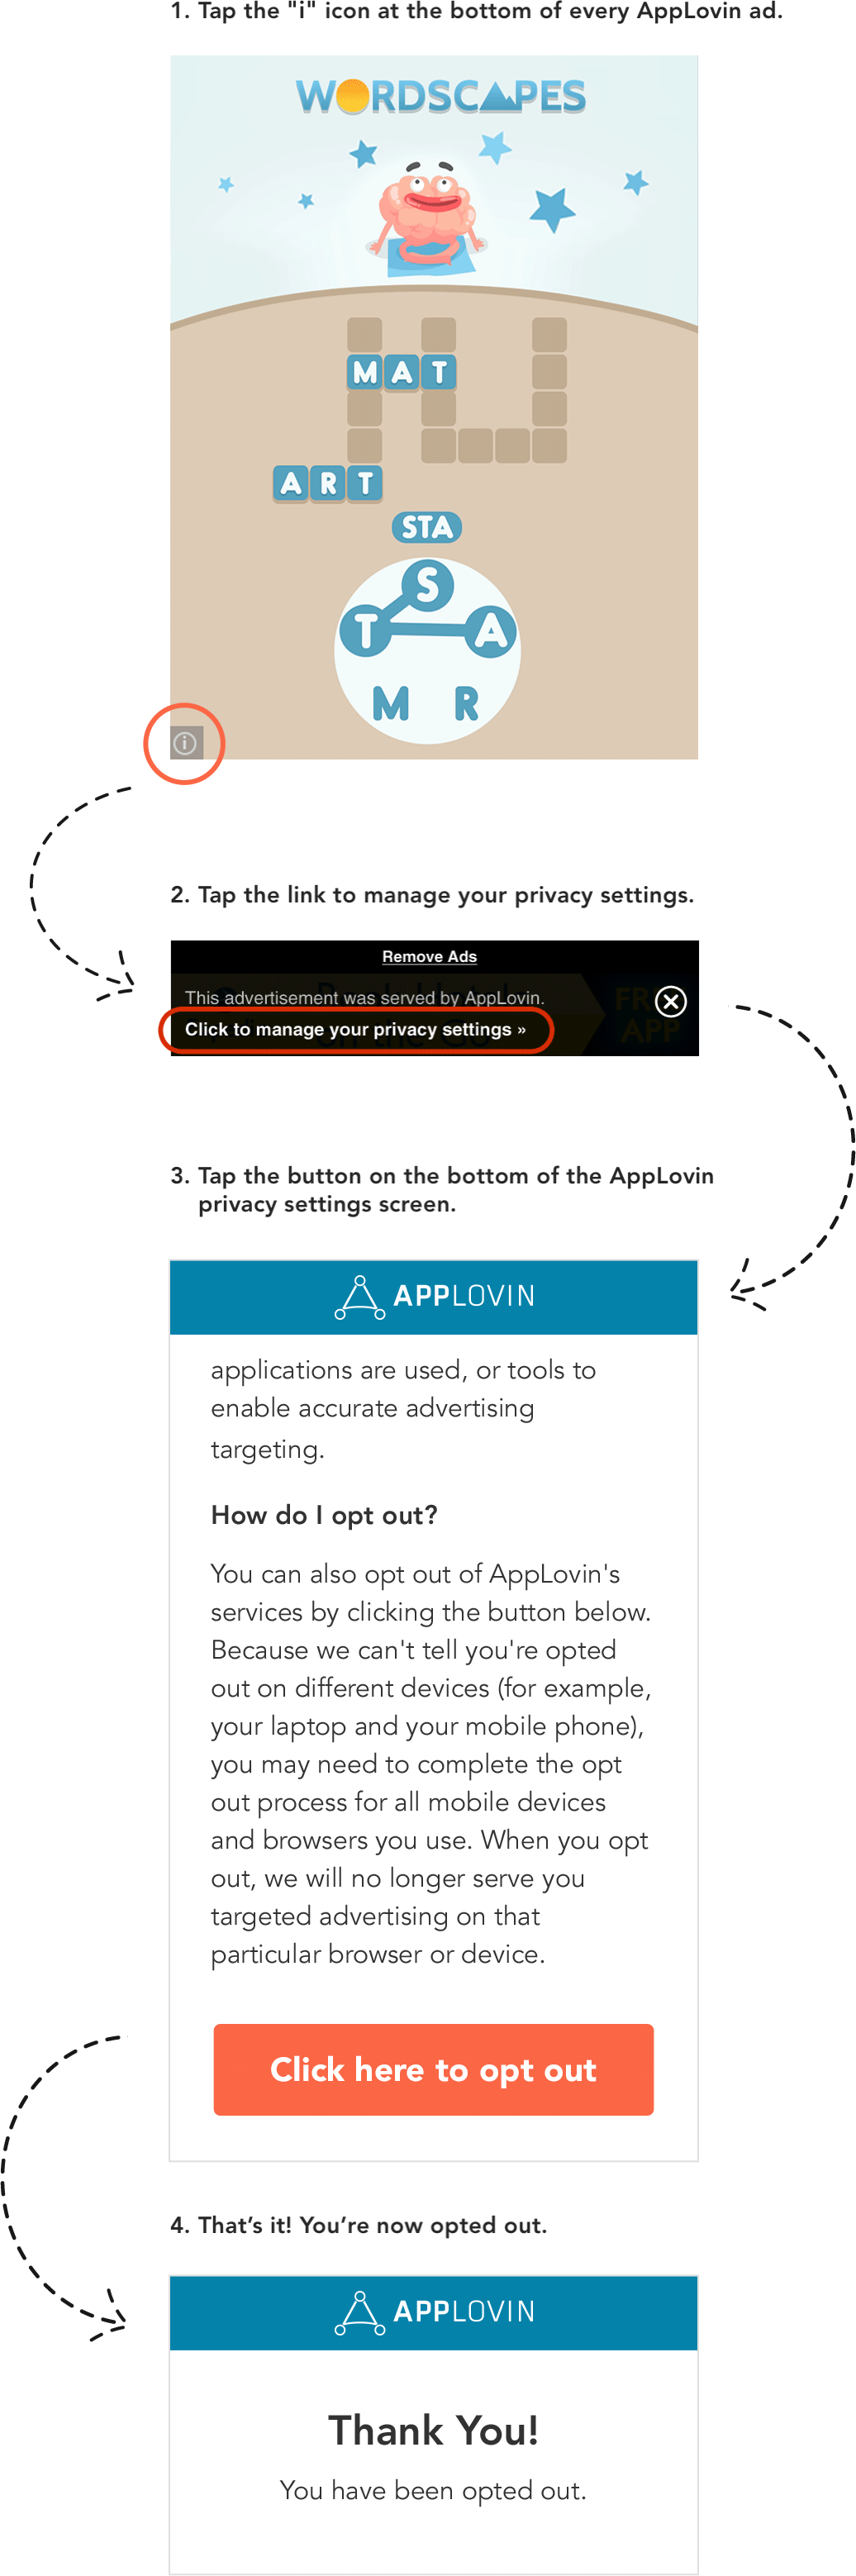 1. Tap the "i" icon at the bottom of every AppLovin ad.
WORDSCAPES
MAT
ART
STA
S
T A
M R
i
2. Tap the link to manage your privacy settings.
Remove Ads
This advertisement was served by AppLovin.
Click to manage your privacy settings »
FREE
APP
3. Tap the button on the bottom of the AppLovin
privacy settings screen.
APPLOVIN
applications are used, or tools to
enable accurate advertising
targeting.
How do I opt out?
You can also opt out of AppLovin's
services by clicking the button below.
Because we can't tell you're opted
out on different devices (for example,
your laptop and your mobile phone),
you may need to complete the opt
out process for all mobile devices
and browsers you use. When you opt
out, we will no longer serve you
targeted advertising on that
particular browser or device.
Click here to opt out
4. That’s it! You’re now opted out.
APPLOVIN
Thank You!
You have been opted out.